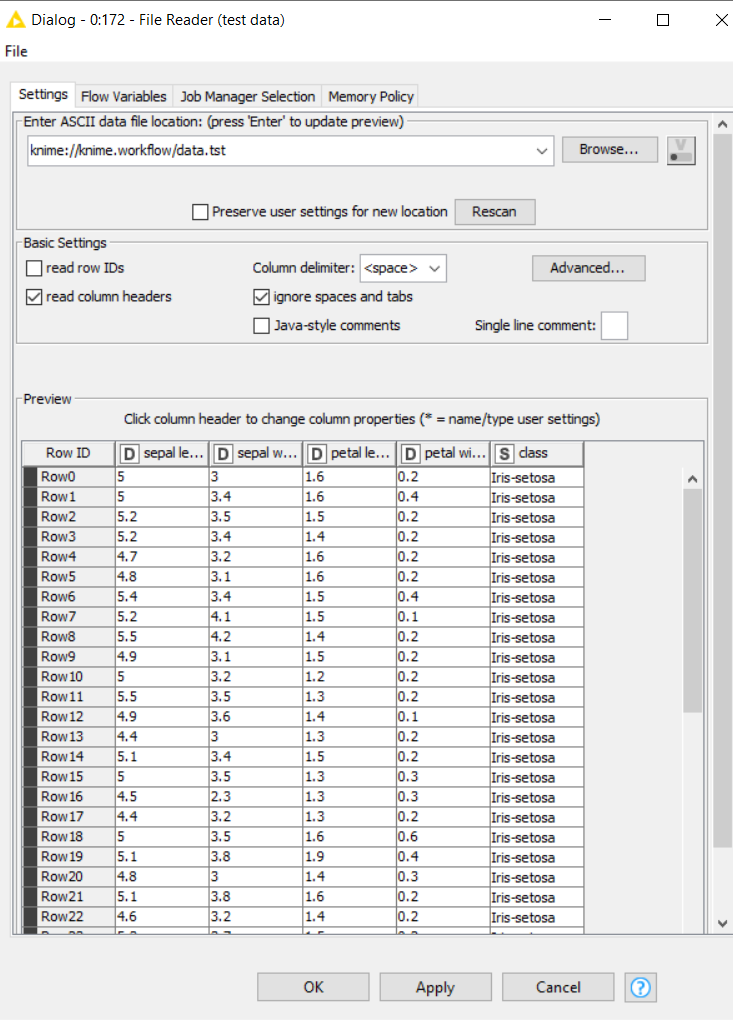 Dialog - 0:172 - File Reader (test data)
File
Settings Flow Variables Job Manager Selection Memory Policy
Enter ASCII data file location: (press 'Enter' to update preview)
knime://knime.workflow/data.tst Browse... V
Preserve user settings for new location Rescan
Basic Settings
read row IDs Column delimiter: <space> Advanced...
read column headers ignore spaces and tabs
Java-style comments Single line comment:
Preview
Click column header to change column properties (* = name/type user settings)
Row ID D sepal le... D sepal w... D petal le... D petal wi... S class
Row0 5 3 1.6 0.2 Iris-setosa
Row1 5 3.4 1.6 0.4 Iris-setosa
Row2 5.2 3.5 1.5 0.2 Iris-setosa
Row3 5.2 3.4 1.4 0.2 Iris-setosa
Row4 4.7 3.2 1.6 0.2 Iris-setosa
Row5 4.8 3.1 1.6 0.2 Iris-setosa
Row6 5.4 3.4 1.5 0.4 Iris-setosa
Row7 5.2 4.1 1.5 0.1 Iris-setosa
Row8 5.5 4.2 1.4 0.2 Iris-setosa
Row9 4.9 3.1 1.5 0.2 Iris-setosa
Row10 5 3.2 1.2 0.2 Iris-setosa
Row11 5.5 3.5 1.3 0.2 Iris-setosa
Row12 4.9 3.6 1.4 0.1 Iris-setosa
Row13 4.4 3 1.3 0.2 Iris-setosa
Row14 5.1 3.4 1.5 0.2 Iris-setosa
Row15 5 3.5 1.3 0.3 Iris-setosa
Row16 4.5 2.3 1.3 0.3 Iris-setosa
Row17 4.4 3.2 1.3 0.2 Iris-setosa
Row18 5 3.5 1.6 0.6 Iris-setosa
Row19 5.1 3.8 1.9 0.4 Iris-setosa
Row20 4.8 3 1.4 0.3 Iris-setosa
Row21 5.1 3.8 1.6 0.2 Iris-setosa
Row22 4.6 3.2 1.4 0.2 Iris-setosa
OK Apply Cancel ?